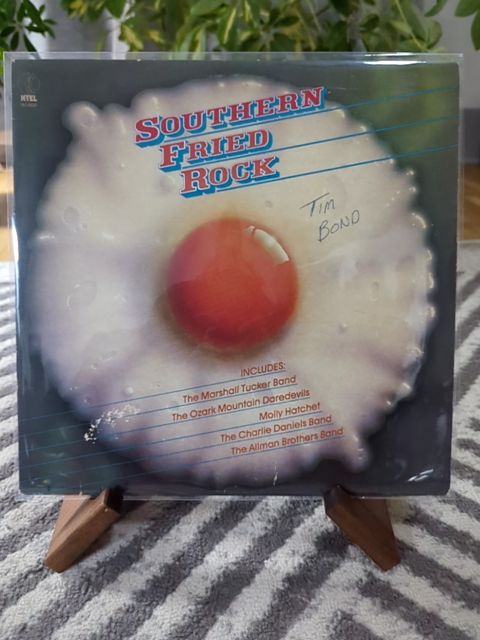 KTEL
SOUTHERN
FRIED
ROCK
TIM
BOND
INCLUDES:
The Marshall Tucker Band
The Ozark Mountain Daredevils
Molly Hatchet
The Charlie Daniels Band
The Allman Brothers Band